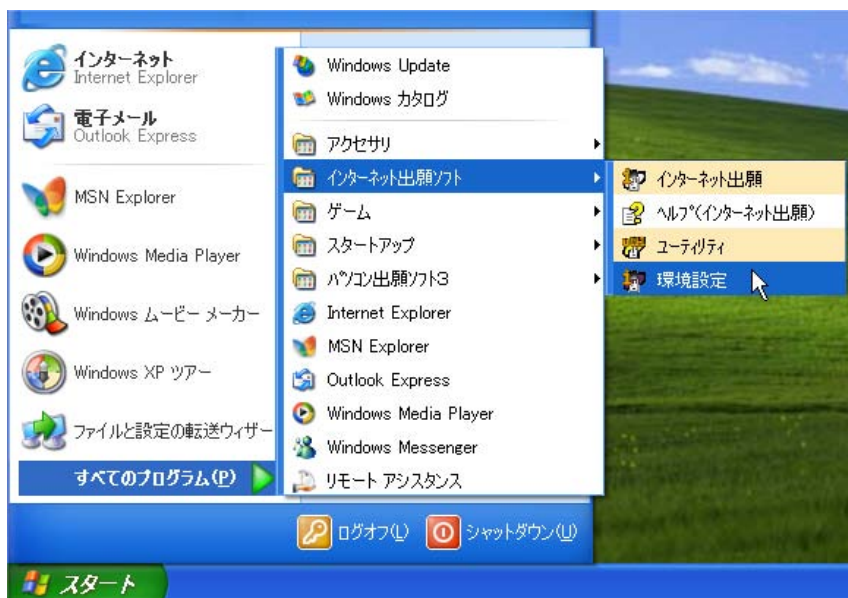 インターネット
Internet Explorer
電子メール
Outlook Express
MSN Explorer
Windows Media Player
Windows ムービー メーカー
Windows XP ツアー
ファイルと設定の転送ウィザー
すべてのプログラム(P)
Windows Update
Windows カタログ
アクセサリ
インターネット出願ソフト
ゲーム
スタートアップ
パソコン出願ソフト3
Internet Explorer
MSN Explorer
Outlook Express
Windows Media Player
Windows Messenger
リモート アシスタンス
インターネット出願
ヘルプ(インターネット出願)
ユーティリティ
環境設定
ログオフ(L)
シャットダウン(U)
スタート